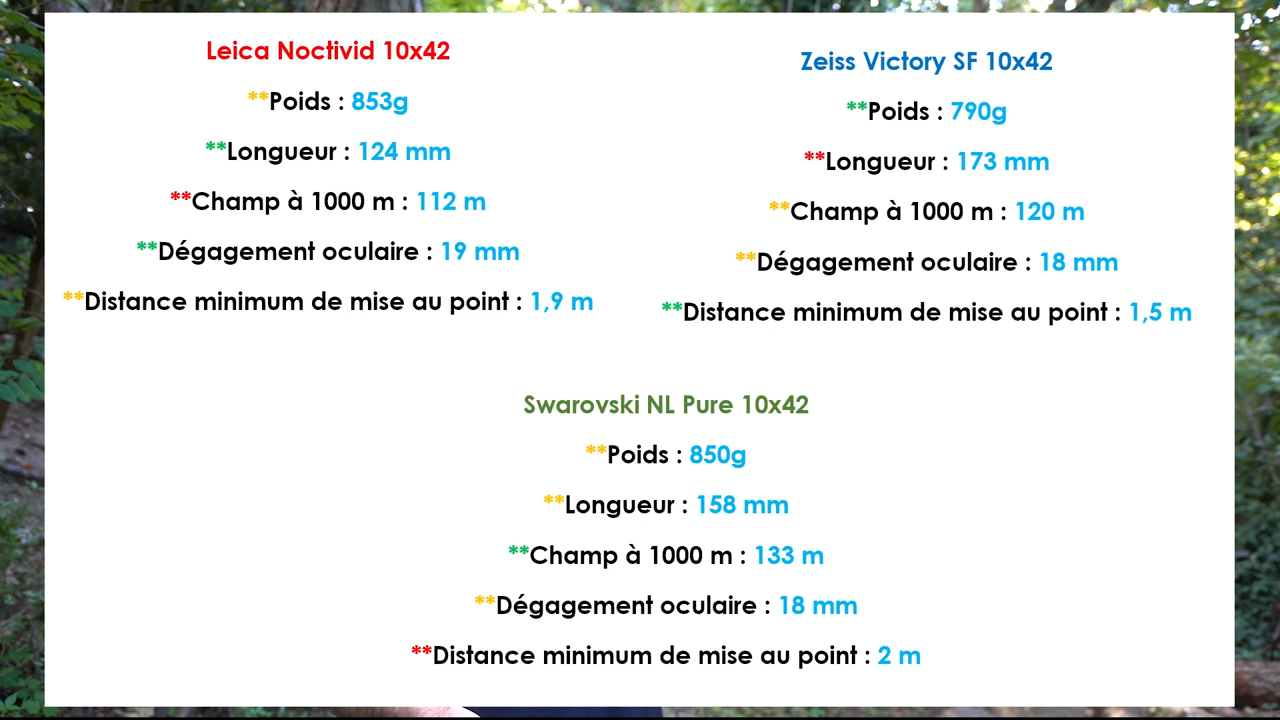 Leica Noctivid 10x42
**Poids : 853g
**Longueur : 124 mm
**Champ à 1000 m : 112 m
**Dégagement oculaire : 19 mm
**Distance minimum de mise au point : 1,9 m
Zeiss Victory SF 10x42
**Poids : 790g
**Longueur : 173 mm
**Champ à 1000 m : 120 m
**Dégagement oculaire : 18 mm
**Distance minimum de mise au point : 1,5 m
Swarovski NL Pure 10x42
**Poids : 850g
**Longueur : 158 mm
**Champ à 1000 m : 133 m
**Dégagement oculaire : 18 mm
**Distance minimum de mise au point : 2 m